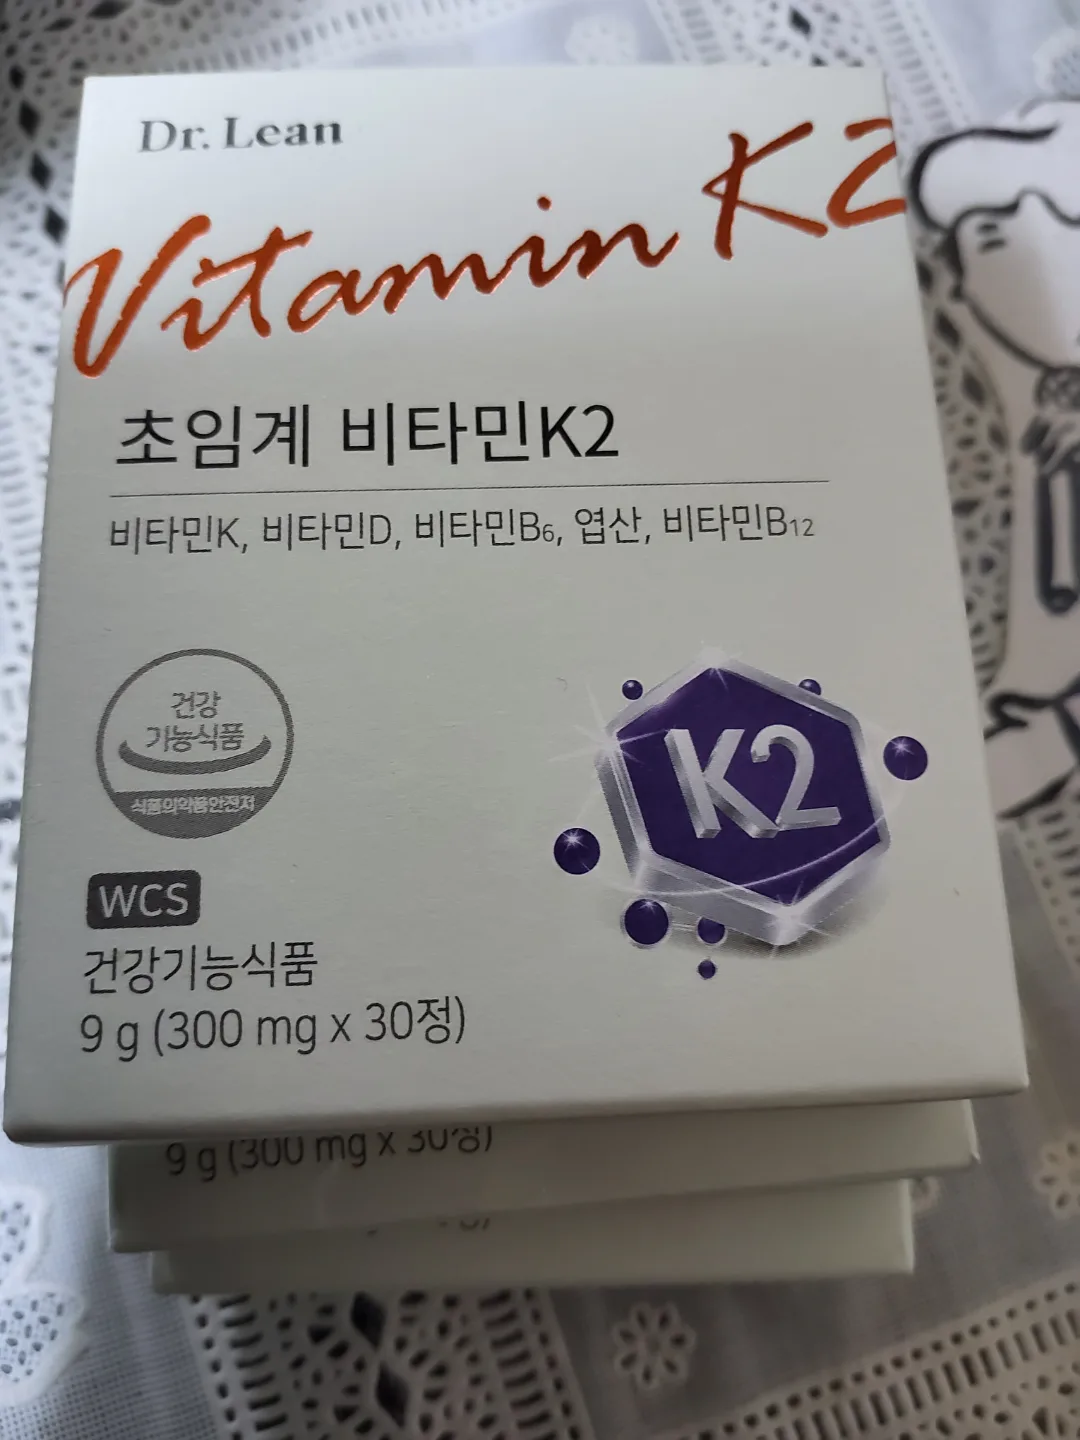 Dr. Lean
Vitamin K2
초임계 비타민K2
비타민K, 비타민D, 비타민B₆, 엽산, 비타민B₁₂
건강
기능식품
식품의약품안전처
K2
WCS
건강기능식품
9 g (300 mg x 30정)
9 g (300 mg x 30정)